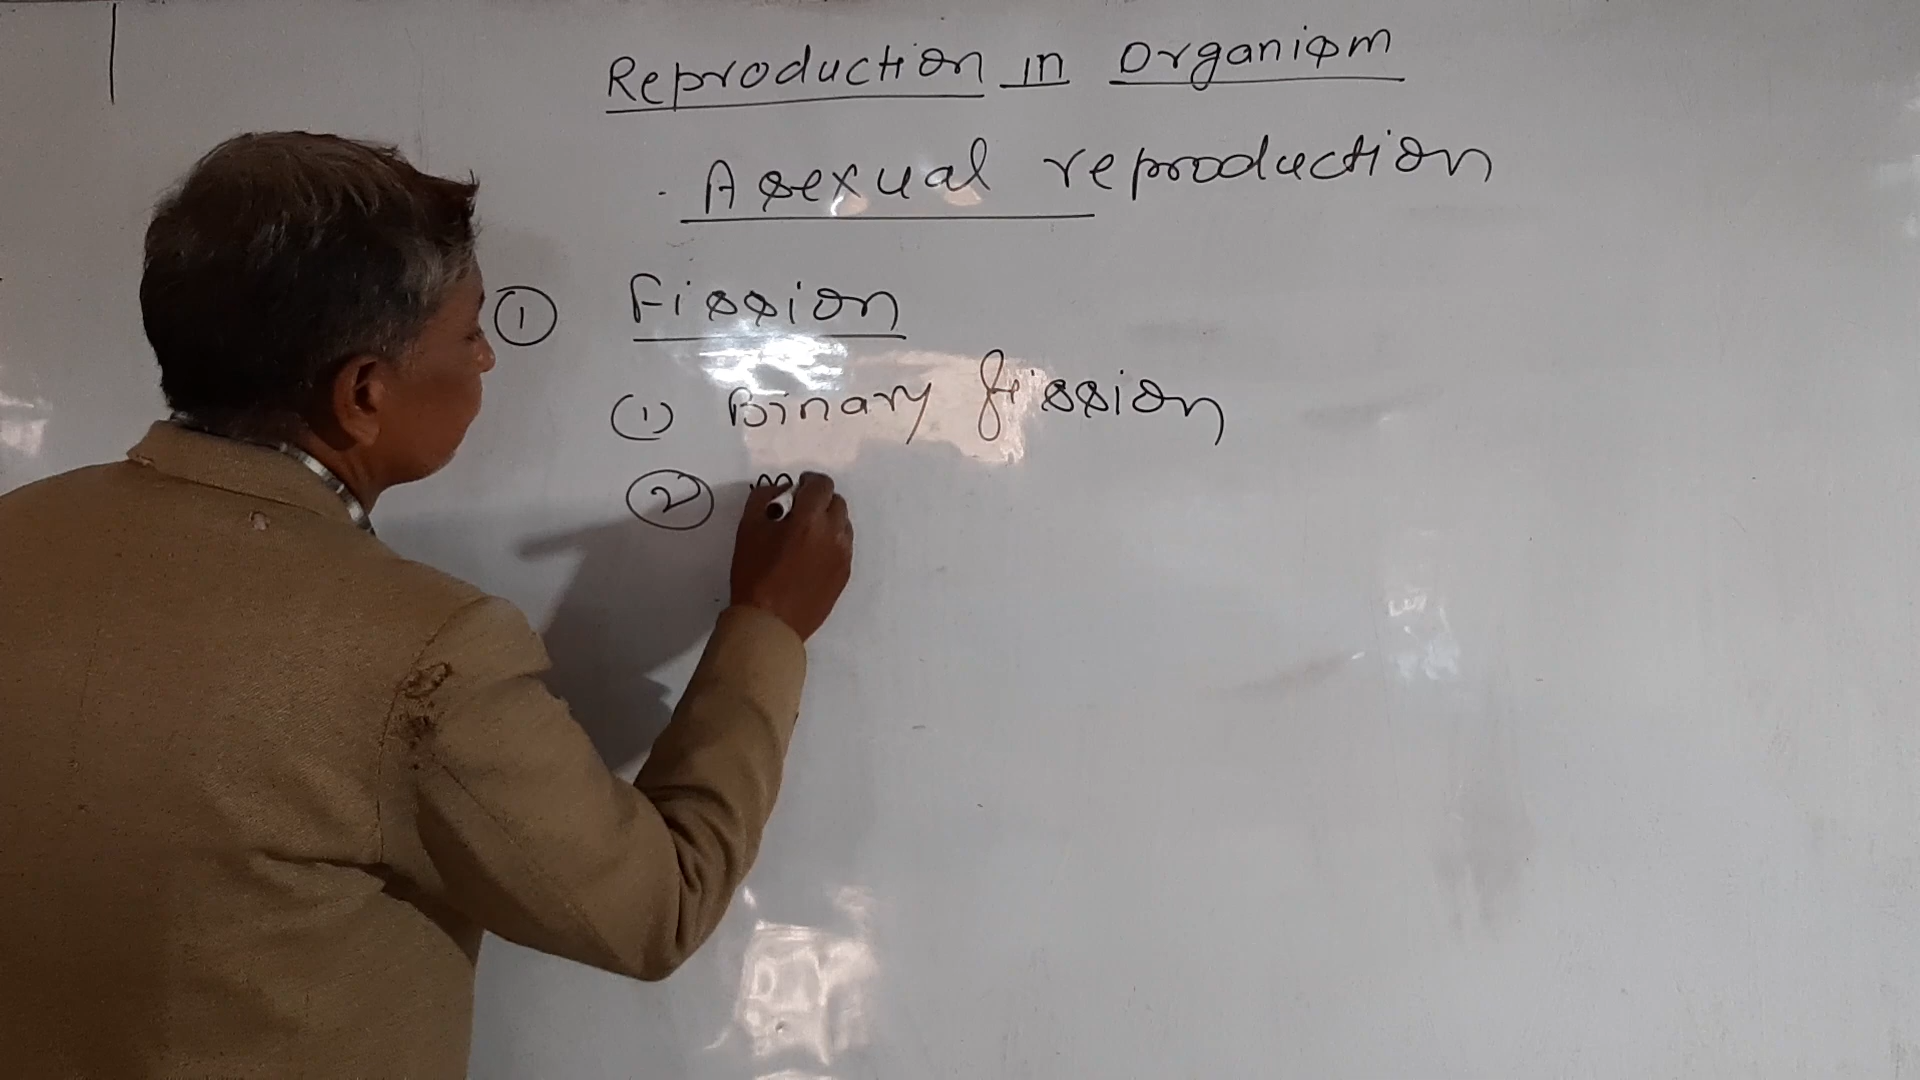 Reproduction in Organism
· Asexual reproduction
① Fission
(1) Binary fission
②